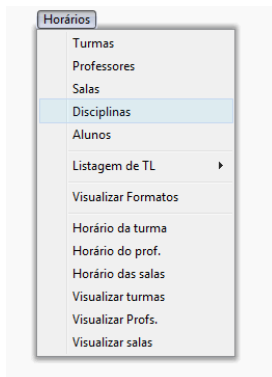 Horários
Turmas
Professores
Salas
Disciplinas
Alunos
Listagem de TL
Visualizar Formatos
Horário da turma
Horário do prof.
Horário das salas
Visualizar turmas
Visualizar Profs.
Visualizar salas